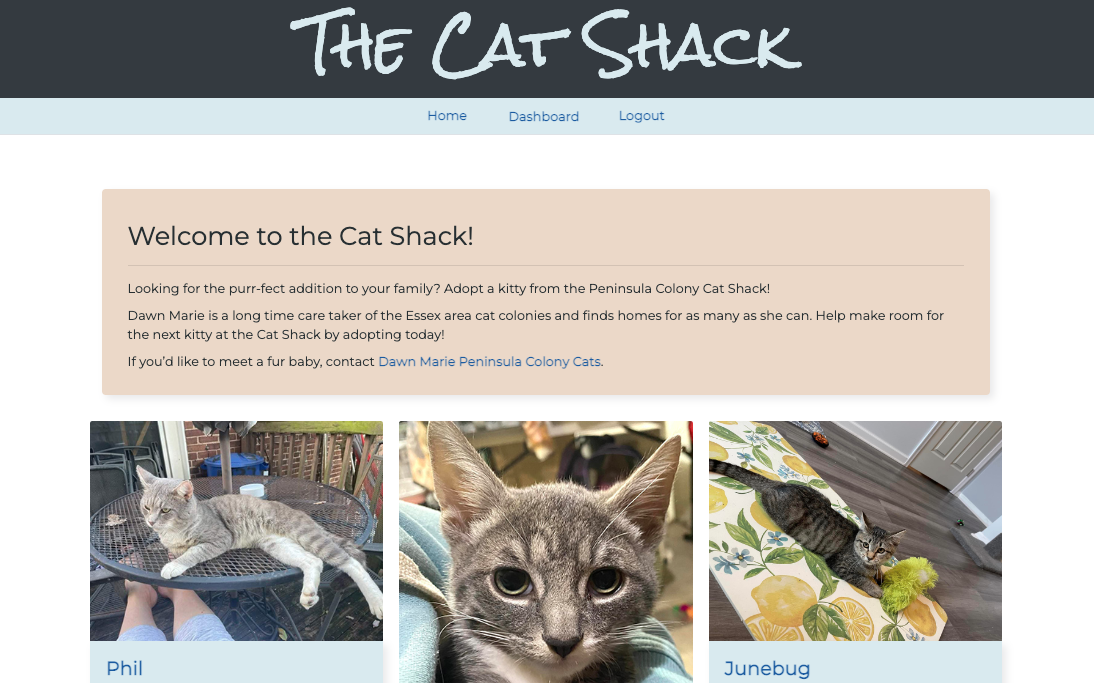 The Cat Shack
Home Dashboard Logout
Welcome to the Cat Shack!
Looking for the purr-fect addition to your family? Adopt a kitty from the Peninsula Colony Cat Shack!
Dawn Marie is a long time care taker of the Essex area cat colonies and finds homes for as many as she can. Help make room for
the next kitty at the Cat Shack by adopting today!
If you’d like to meet a fur baby, contact Dawn Marie Peninsula Colony Cats.
Phil
Junebug